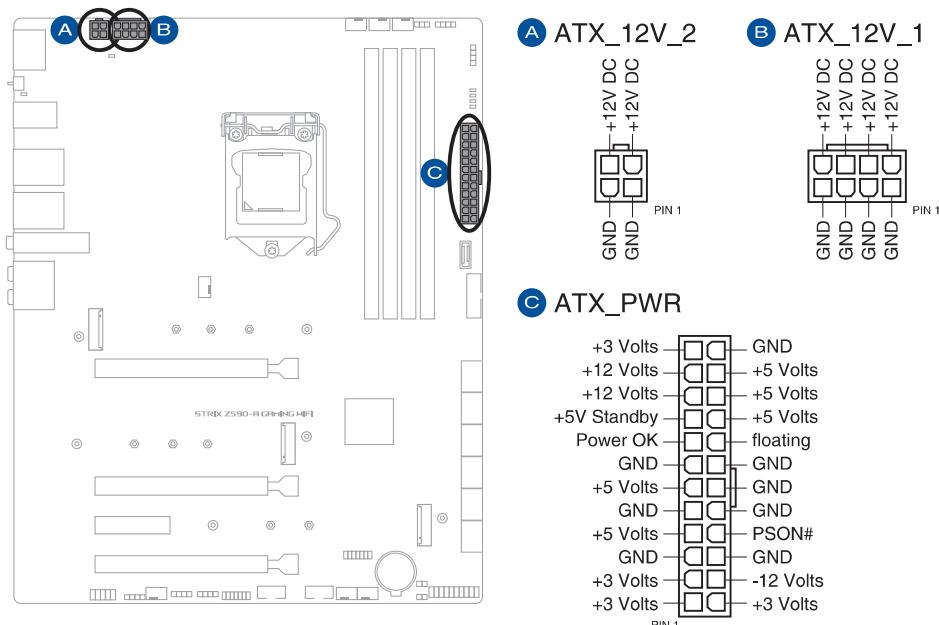 A
B
C
STRIX Z590-A GAMING WIFI
A ATX_12V_2
+12V DC
+12V DC
GND
GND
PIN 1
B ATX_12V_1
+12V DC
+12V DC
+12V DC
+12V DC
GND
GND
GND
GND
PIN 1
C ATX_PWR
+3 Volts GND
+12 Volts +5 Volts
+12 Volts +5 Volts
+5V Standby +5 Volts
Power OK floating
GND GND
+5 Volts GND
GND GND
+5 Volts PSON#
GND GND
+3 Volts -12 Volts
+3 Volts +3 Volts
PIN 1